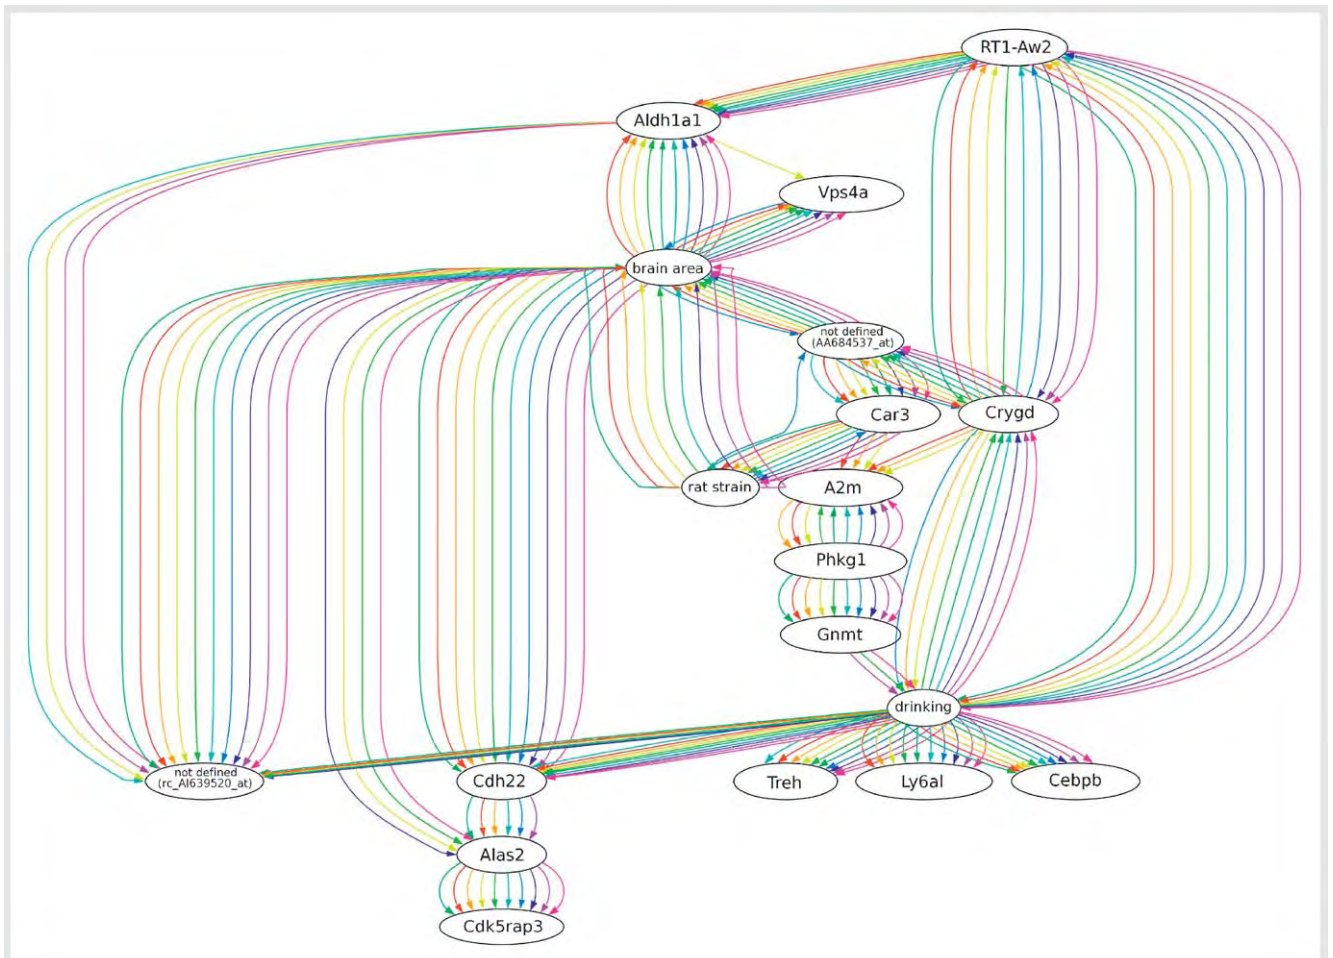 RT1-Aw2
Aldh1a1
Vps4a
brain area
not defined
(AA684537_at)
Car3
Crygd
rat strain
A2m
Phkg1
Gnmt
drinking
not defined
(rc_AI639520_at)
Cdh22
Treh
Ly6al
Cebpb
Alas2
Cdk5rap3